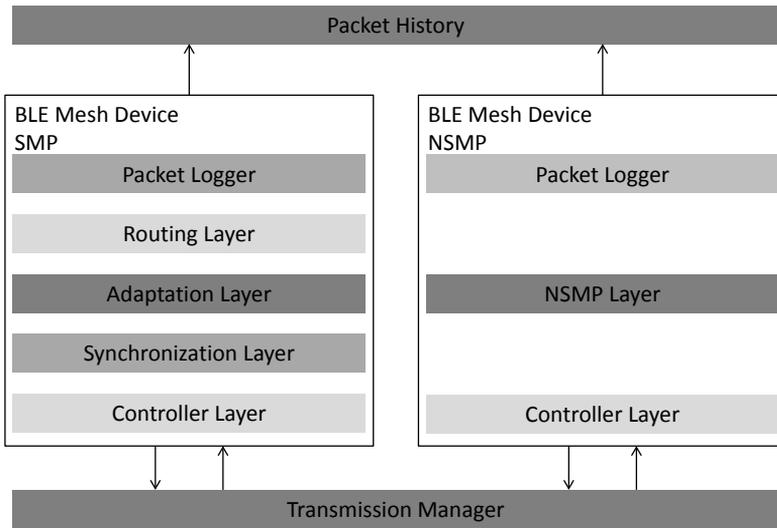 Packet History
BLE Mesh Device
SMP
Packet Logger
Routing Layer
Adaptation Layer
Synchronization Layer
Controller Layer
BLE Mesh Device
NSMP
Packet Logger
NSMP Layer
Controller Layer
Transmission Manager